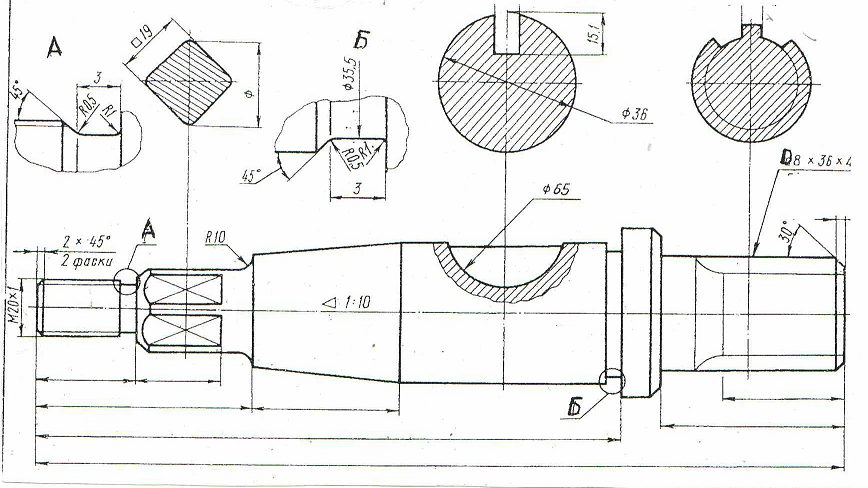 А
□19
3
45°
R0,5
R1
Ф
Б
Ф35,5
R0,5
R1
45°
3
15,1
Ф36
D8 × 36 × 4
Ф65
30°
2 × 45°
2 фаски
А
R10
М20×1
◁ 1:10
Б